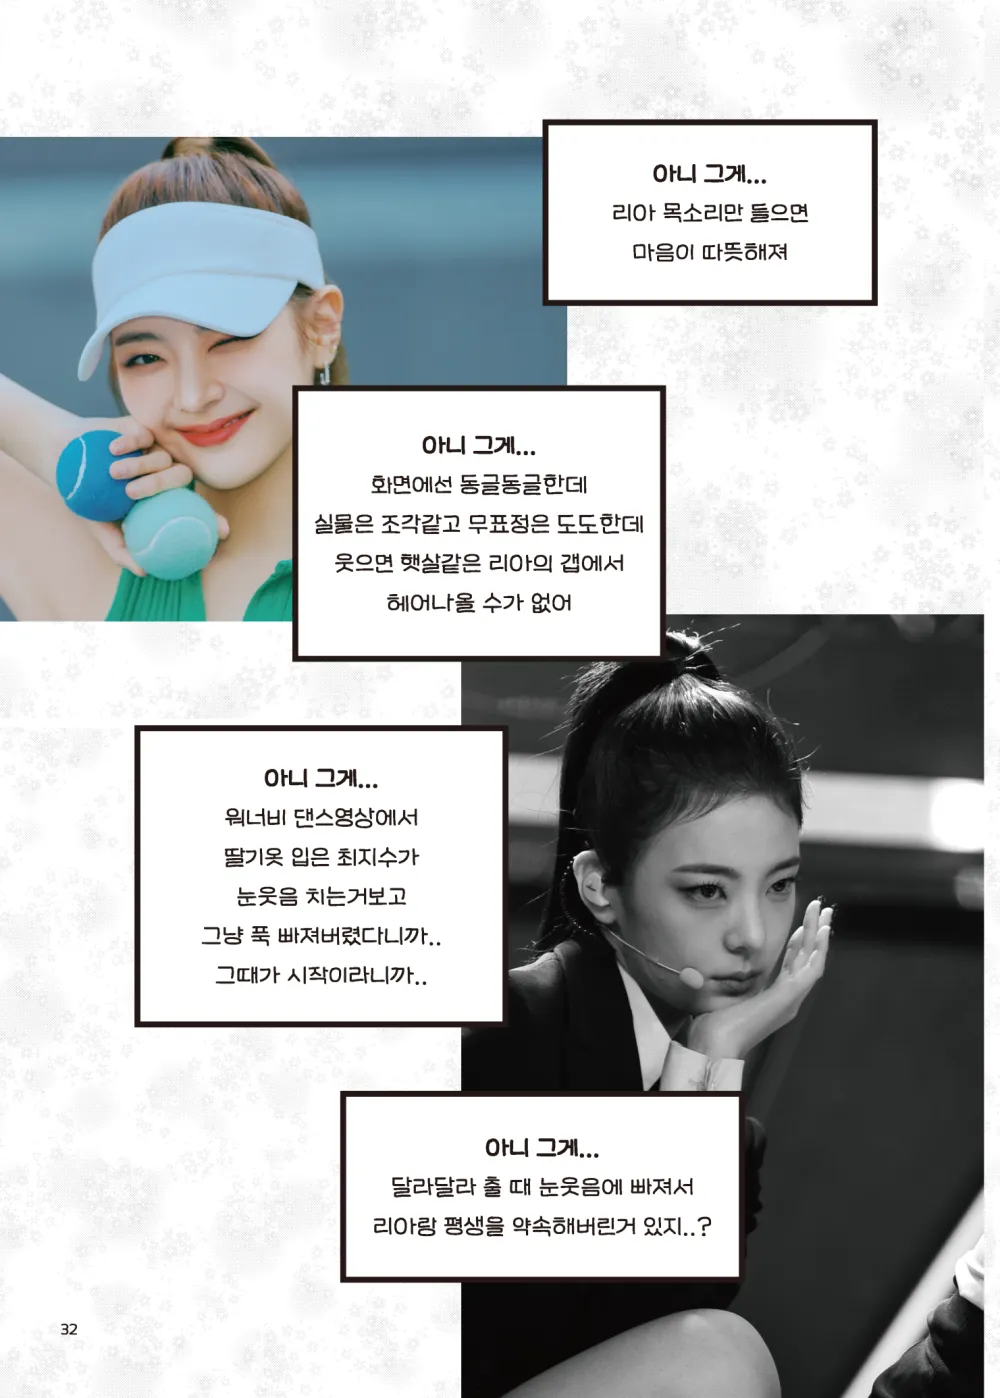 아니 그게...
리아 목소리만 들으면
마음이 따뜻해져
아니 그게...
화면에선 동글동글한데
실물은 조각같고 무표정은 도도한데
웃으면 햇살같은 리아의 갭에서
헤어나올 수가 없어
아니 그게...
워너비 댄스영상에서
딸기옷 입은 최지수가
눈웃음 치는거보고
그냥 푹 빠져버렸다니까..
그때가 시작이라니까..
아니 그게...
달라달라 출 때 눈웃음에 빠져서
리아랑 평생을 약속해버린거 있지..?
32